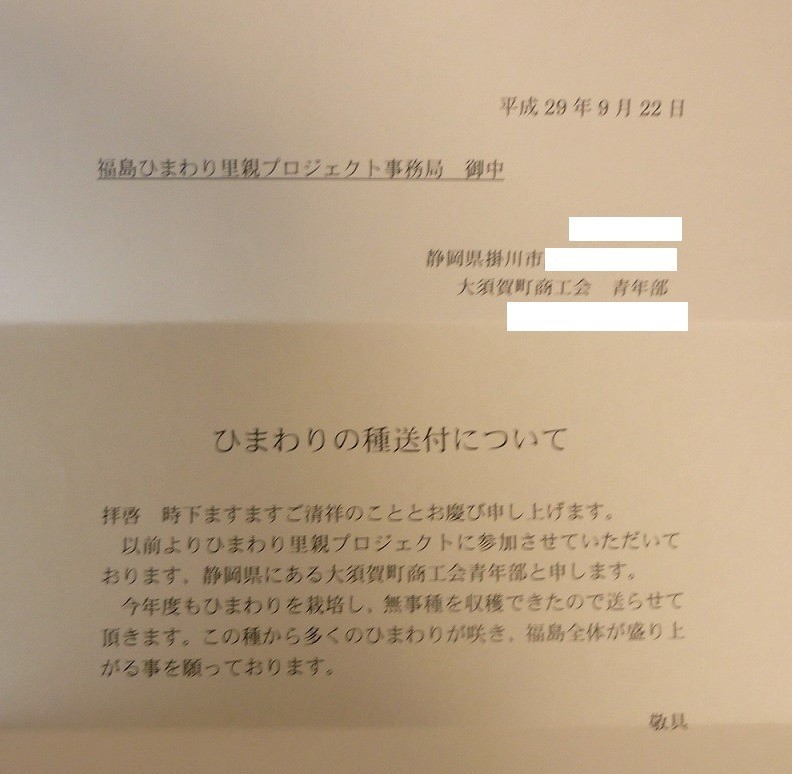 平成 29 年 9 月 22 日
福島ひまわり里親プロジェクト事務局　御中
静岡県掛川市
大須賀町商工会　青年部
ひまわりの種送付について
拝啓　時下ますますご清祥のこととお慶び申し上げます。
　以前よりひまわり里親プロジェクトに参加させていただいて
おります，静岡県にある大須賀町商工会青年部と申します。
　今年度もひまわりを栽培し，無事種を収穫できたので送らせて
頂きます。この種から多くのひまわりが咲き，福島全体が盛り上
がる事を願っております。
敬具